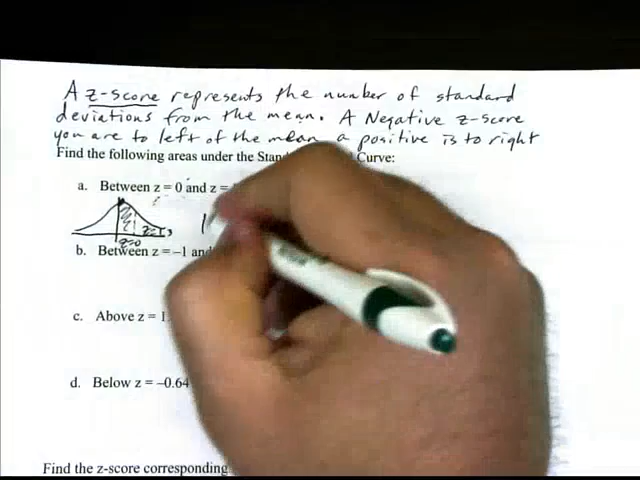 A z-score represents the number of standard
deviations from the mean. A Negative z-score
you are to left of the mean a positive is to right
Find the following areas under the Curve:
a. Between z = 0 and z =
z=0
b. Between z = –1 and
c. Above z = 1
d. Below z = –0.64
Find the z-score corresponding